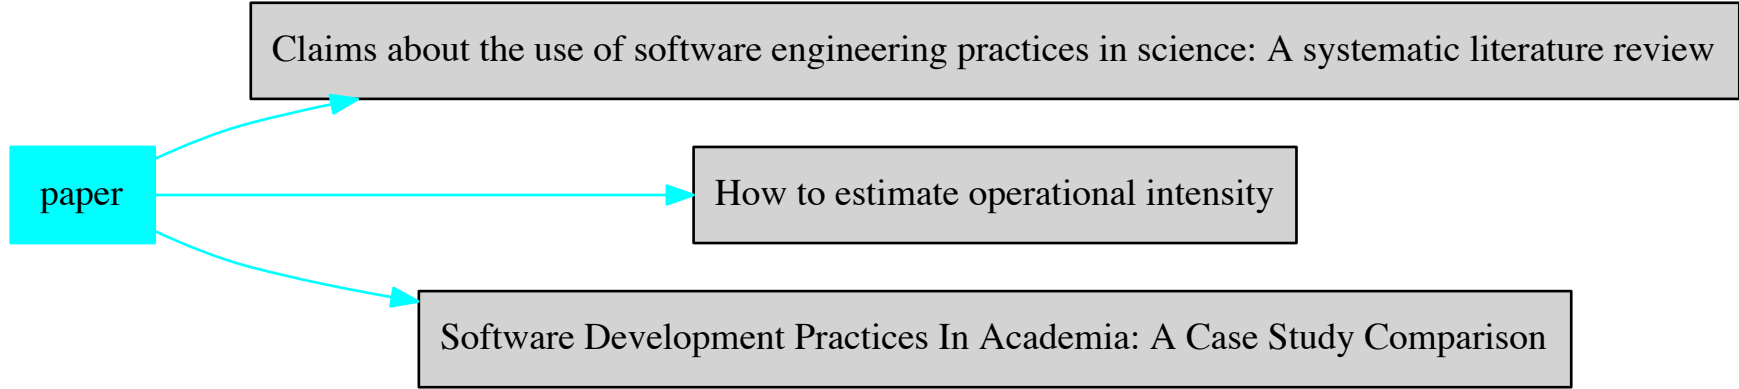 Claims about the use of software engineering practices in science: A systematic literature review
paper
How to estimate operational intensity
Software Development Practices In Academia: A Case Study Comparison